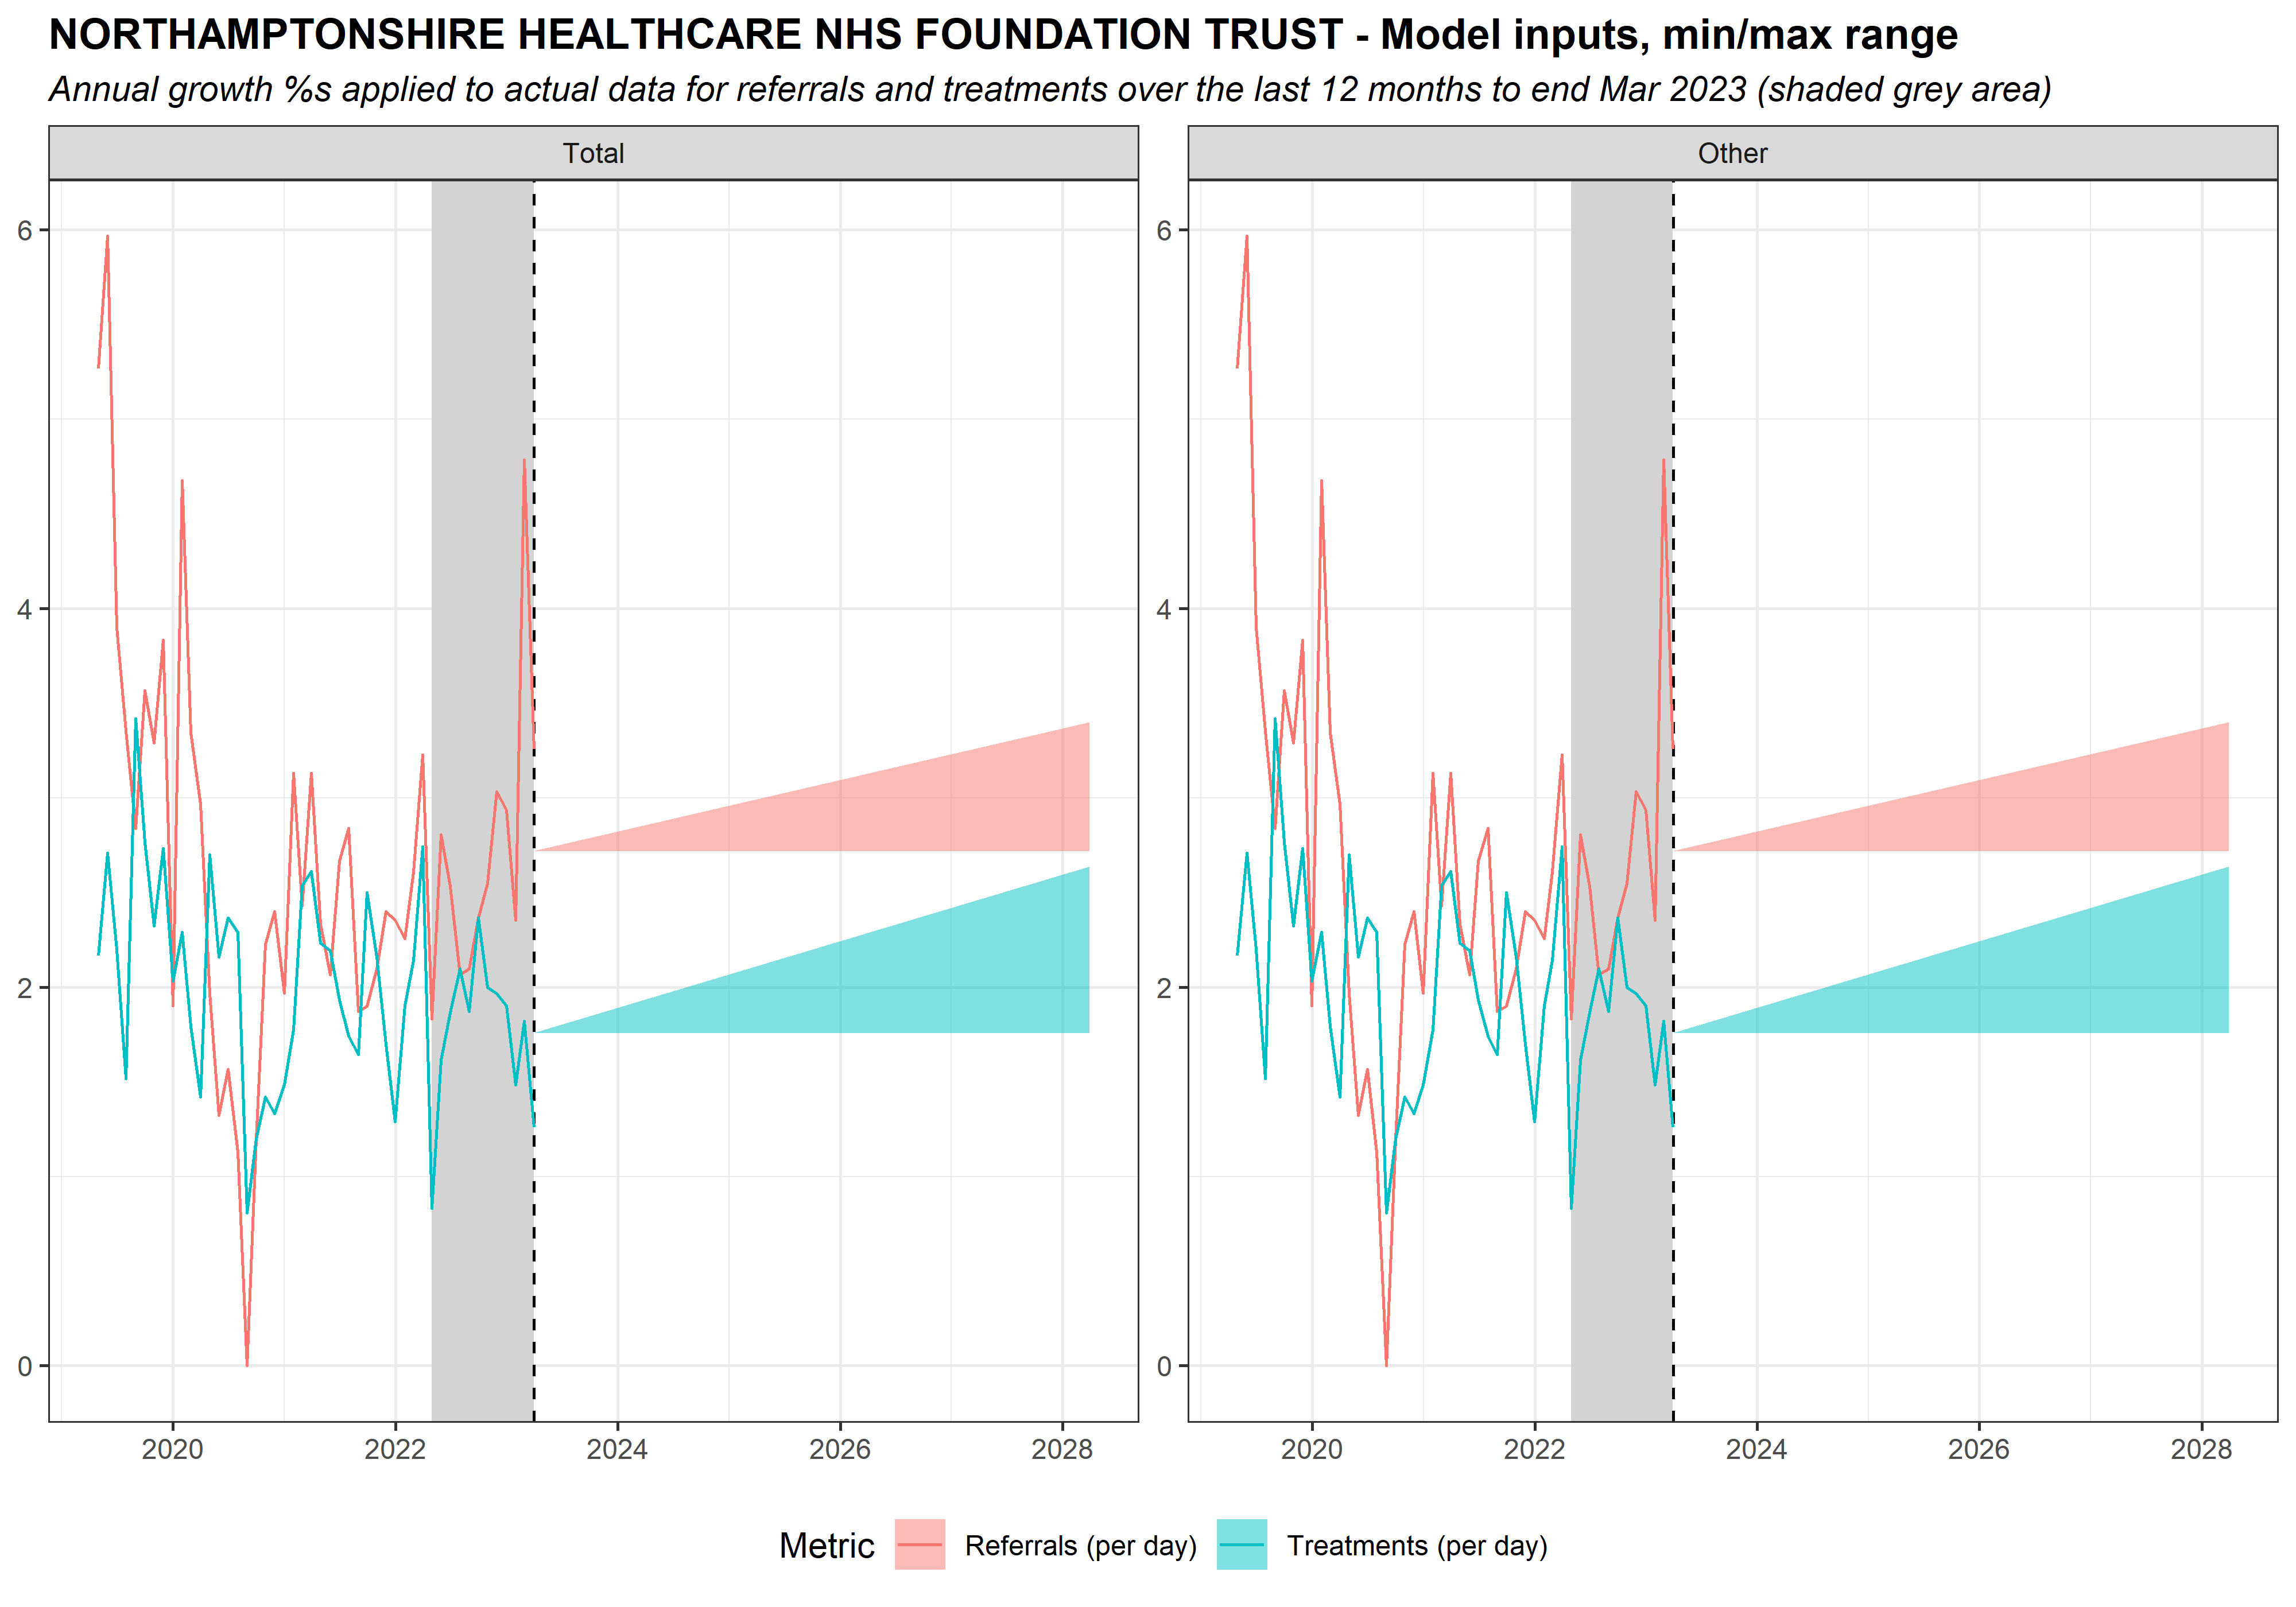 NORTHAMPTONSHIRE HEALTHCARE NHS FOUNDATION TRUST - Model inputs, min/max range
Annual growth %s applied to actual data for referrals and treatments over the last 12 months to end Mar 2023 (shaded grey area)
Total
Other
6
4
2
0
6
4
2
0
2020
2022
2024
2026
2028
2020
2022
2024
2026
2028
Metric
Referrals (per day)
Treatments (per day)